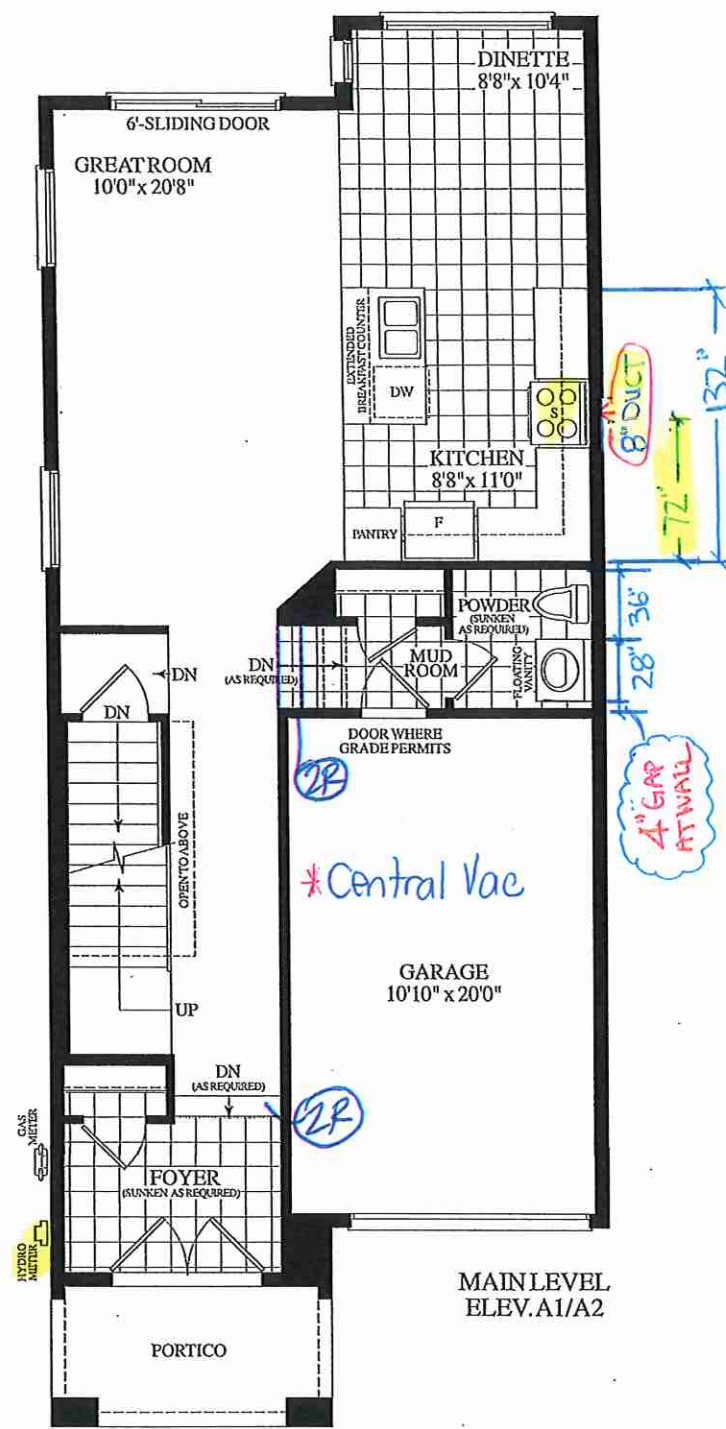 DINETTE
8'8" x 10'4"
6'-SLIDING DOOR
GREAT ROOM
10'0" x 20'8"
EXTENDED
BREAKFAST COUNTER
DW
S
8" DUCT
132"
72"
KITCHEN
8'8" x 11'0"
PANTRY
F
POWDER
(SUNKEN
AS REQUIRED)
36"
28"
DN
(AS REQUIRED)
MUD
ROOM
FLOATING
VANITY
DN
DN
DOOR WHERE
GRADE PERMITS
2R
4" GAP
AT WALL
OPEN TO ABOVE
* Central Vac
GARAGE
10'10" x 20'0"
UP
DN
(AS REQUIRED)
2R
GAS
METER
FOYER
(SUNKEN AS REQUIRED)
HYDRO
METER
MAIN LEVEL
ELEV. A1/A2
PORTICO